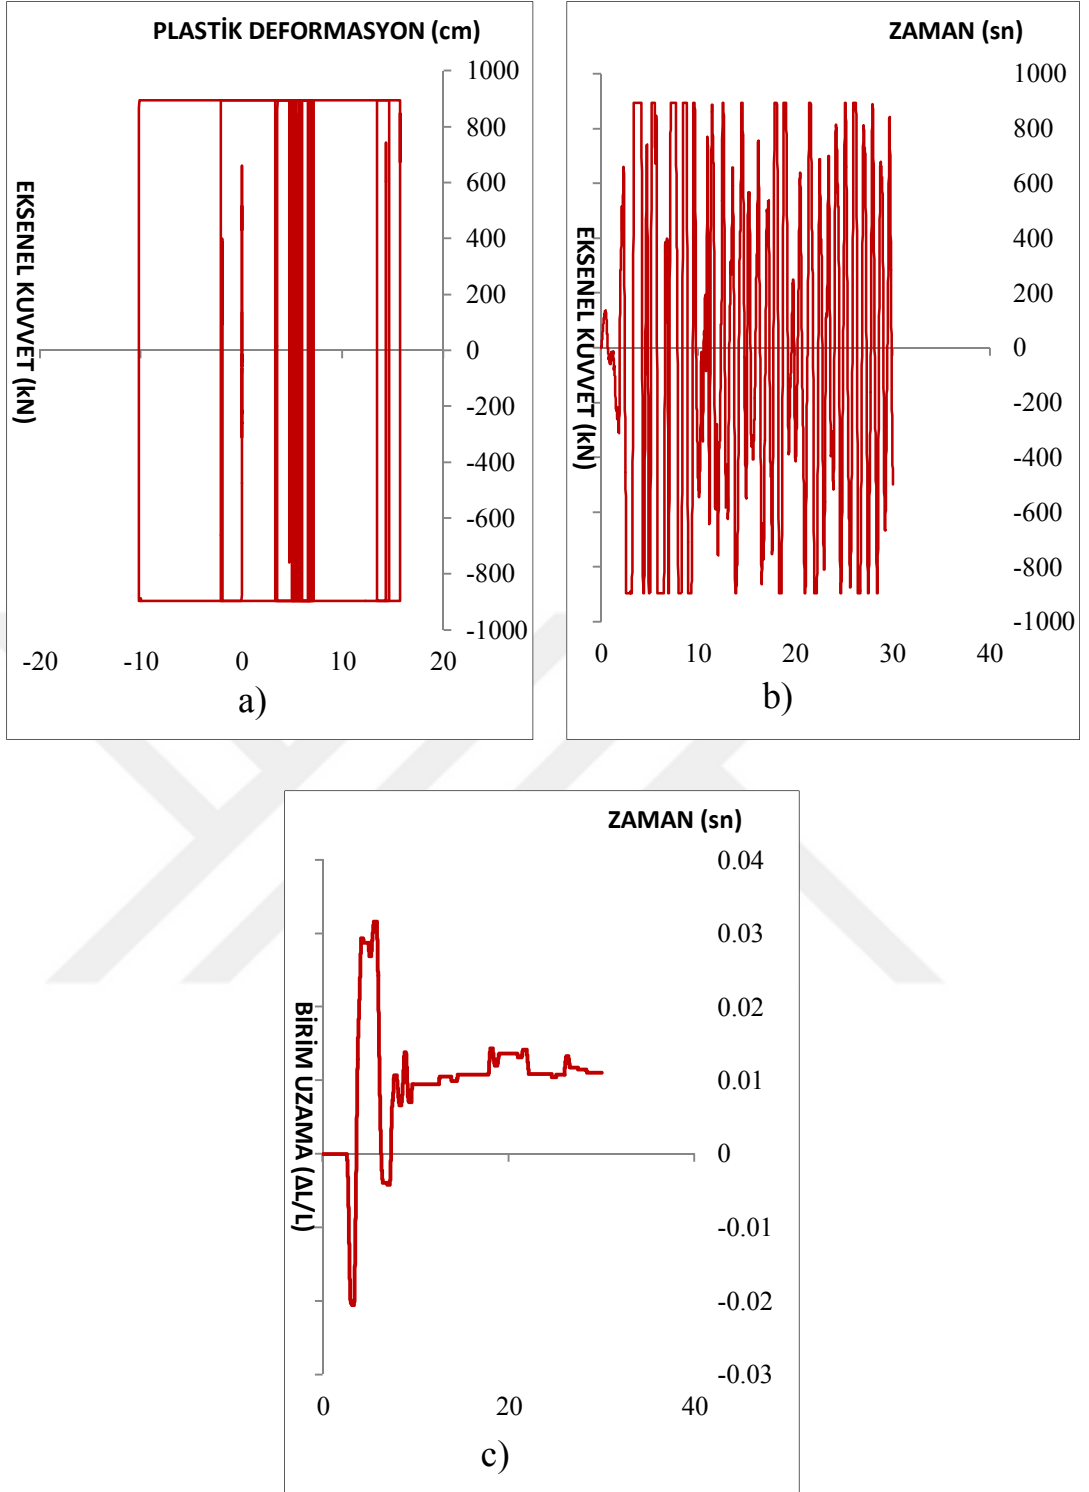 PLASTİK DEFORMASYON (cm)
EKSENEL KUVVET (kN)
1000
800
600
400
200
0
-200
-400
-600
-800
-1000
-20 -10 0 10 20
a)
ZAMAN (sn)
EKSENEL KUVVET (kN)
1000
800
600
400
200
0
-200
-400
-600
-800
-1000
0 10 20 30 40
b)
ZAMAN (sn)
BİRİM UZAMA (ΔL/L)
0.04
0.03
0.02
0.01
0
-0.01
-0.02
-0.03
0 20 40
c)